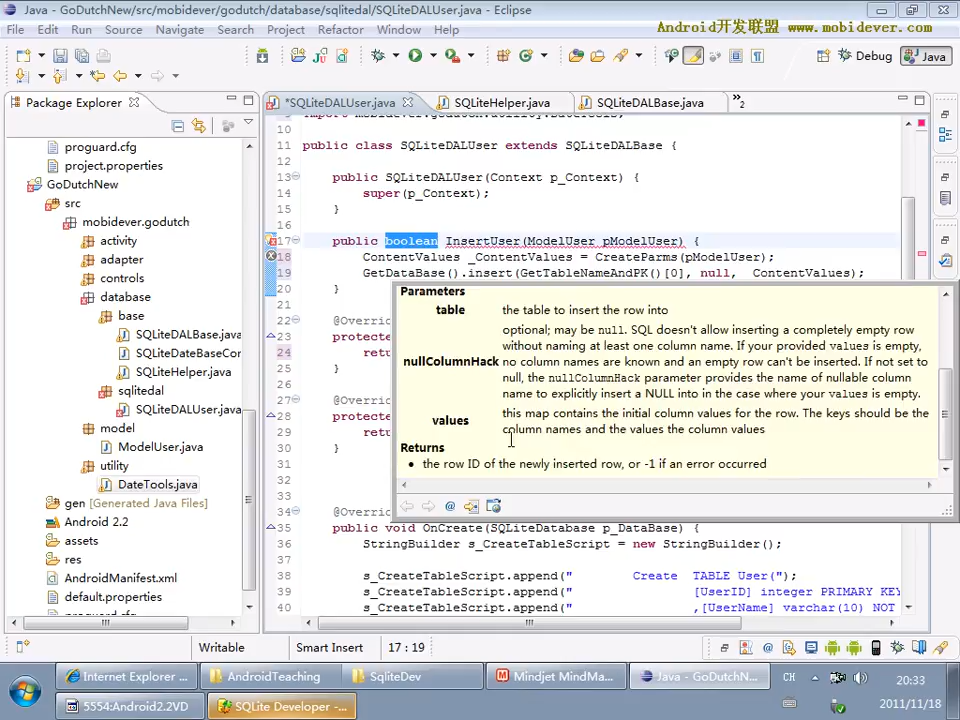 Java - GoDutchNew/src/mobidever/godutch/database/sqlitedal/SQLiteDALUser.java - Eclipse
File Edit Source Navigate Search Project Refactor Run Window Help
Android开发联盟 www.mobidever.com
Debug Java
Package Explorer
*SQLiteDALUser.java SQLiteHelper.java SQLiteDALBase.java »2
proguard.cfg
project.properties
GoDutchNew
src
mobidever.godutch
activity
adapter
controls
database
base
SQLiteDALBase.java
SQLiteDateBaseCor
SQLiteHelper.java
sqlitedal
SQLiteDALUser.java
model
ModelUser.java
utility
DateTools.java
gen [Generated Java Files]
Android 2.2
assets
res
AndroidManifest.xml
default.properties
proguard.cfg
10
11 public class SQLiteDALUser extends SQLiteDALBase {
12
13 public SQLiteDALUser(Context p_Context) {
14 super(p_Context);
15 }
16
17 public boolean InsertUser(ModelUser pModelUser) {
18 ContentValues _ContentValues = CreateParms(pModelUser);
19 GetDataBase().insert(GetTableNameAndPK()[0], null, ContentValues);
20 }
21
22 @Overri
23 protecte
24 ret
25 }
26
27 @Overri
28 protecte
29 ret
30 }
31
32
33
34 @Overri
35 public void OnCreate(SQLiteDatabase p_DataBase) {
36 StringBuilder s_CreateTableScript = new StringBuilder();
37
38 s_CreateTableScript.append(" Create TABLE User(");
39 s_CreateTableScript.append(" [UserID] integer PRIMARY KEY
40 s_CreateTableScript.append(" ,[UserName] varchar(10) NOT
Parameters
table the table to insert the row into
nullColumnHack optional; may be null. SQL doesn't allow inserting a completely empty row
without naming at least one column name. If your provided values is empty,
no column names are known and an empty row can't be inserted. If not set to
null, the nullColumnHack parameter provides the name of nullable column
name to explicitly insert a NULL into in the case where your values is empty.
values this map contains the initial column values for the row. The keys should be the
column names and the values the column values
Returns
• the row ID of the newly inserted row, or -1 if an error occurred
Writable Smart Insert 17 : 19
Internet Explorer ... AndroidTeaching SqliteDev Mindjet MindMa... Java - GoDutchN... CH
5554:Android2.2VD SQLite Developer -...
20:33
2011/11/18